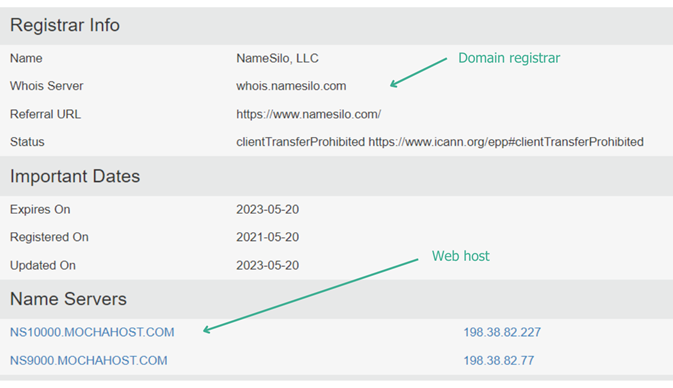 Registrar Info
Name NameSilo, LLC
Domain registrar
Whois Server whois.namesilo.com
Referral URL https://www.namesilo.com/
Status clientTransferProhibited https://www.icann.org/epp#clientTransferProhibited
Important Dates
Expires On 2023-05-20
Registered On 2021-05-20
Updated On 2023-05-20
Web host
Name Servers
NS10000.MOCHAHOST.COM 198.38.82.227
NS9000.MOCHAHOST.COM 198.38.82.77